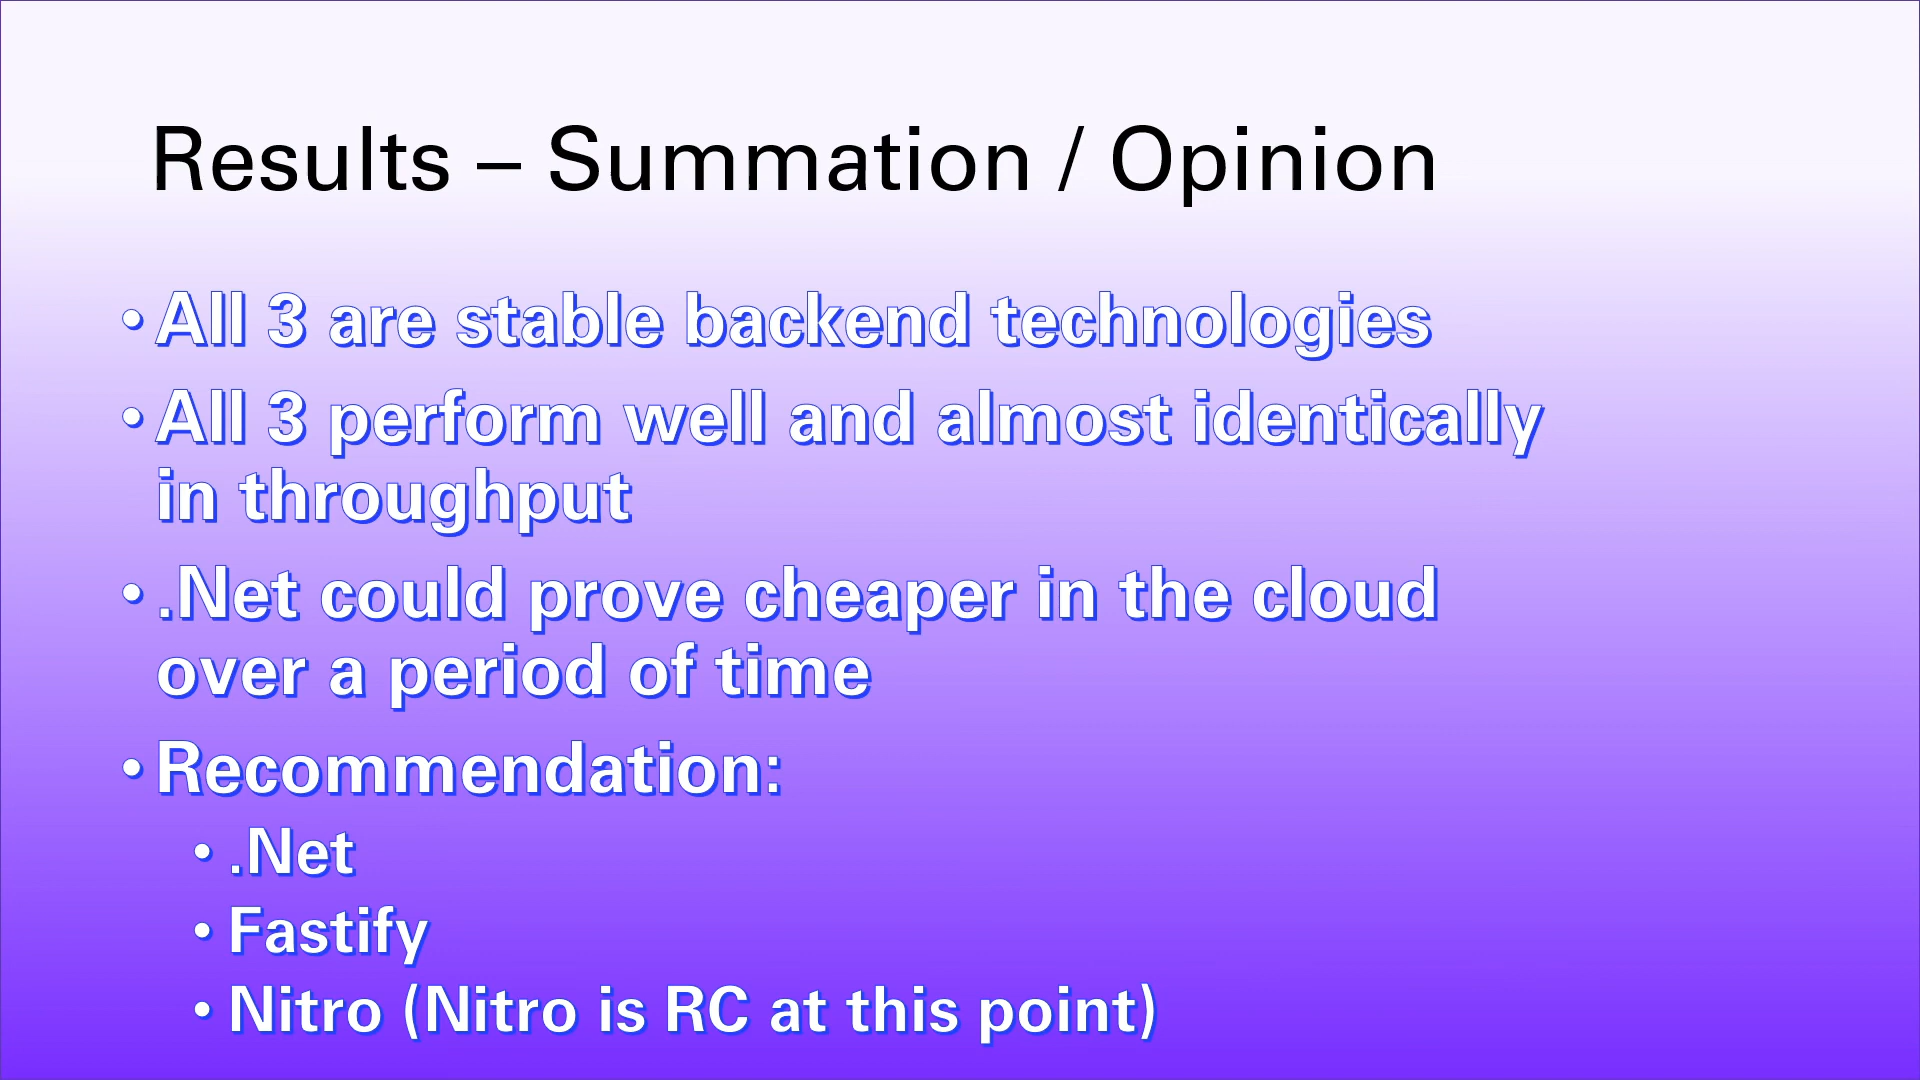 Results – Summation / Opinion
• All 3 are stable backend technologies
• All 3 perform well and almost identically
in throughput
• .Net could prove cheaper in the cloud
over a period of time
• Recommendation:
• .Net
• Fastify
• Nitro (Nitro is RC at this point)